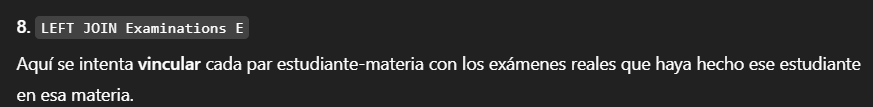 8. LEFT JOIN Examinations E
Aquí se intenta vincular cada par estudiante-materia con los exámenes reales que haya hecho ese estudiante
en esa materia.